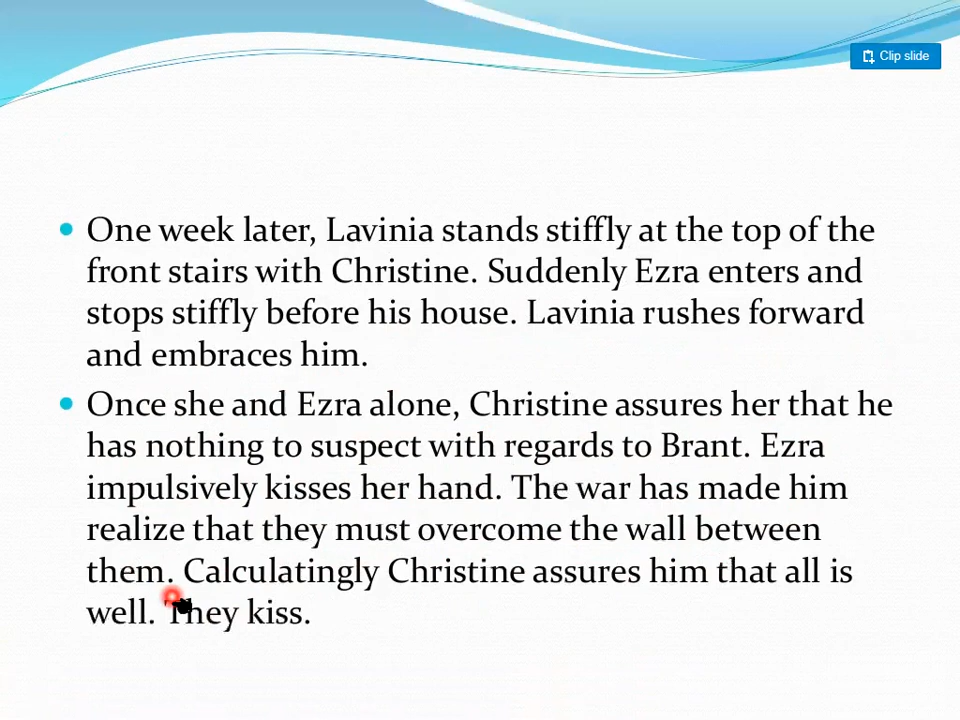 Clip slide
• One week later, Lavinia stands stiffly at the top of the
front stairs with Christine. Suddenly Ezra enters and
stops stiffly before his house. Lavinia rushes forward
and embraces him.
• Once she and Ezra alone, Christine assures her that he
has nothing to suspect with regards to Brant. Ezra
impulsively kisses her hand. The war has made him
realize that they must overcome the wall between
them. Calculatingly Christine assures him that all is
well. They kiss.